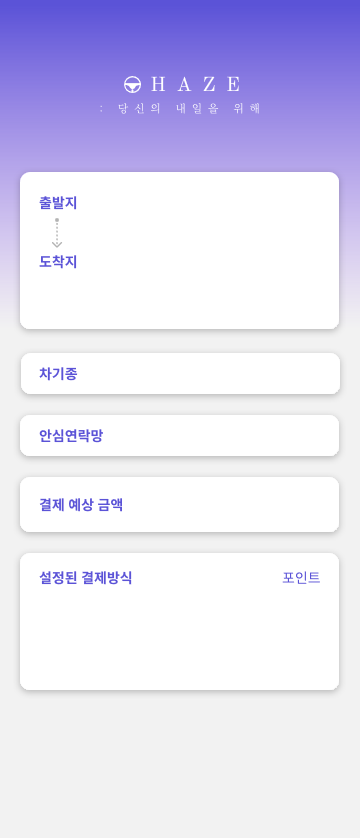 HAZE
: 당신의 내일을 위해
출발지
도착지
차기종
안심연락망
결제 예상 금액
설정된 결제방식 포인트